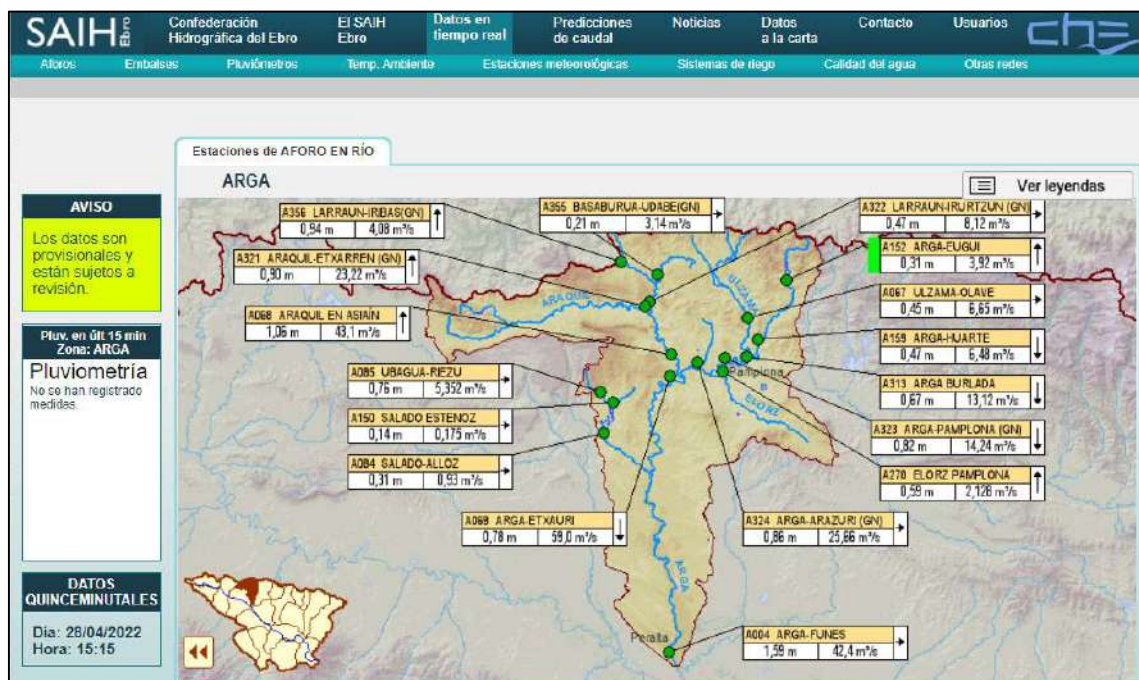 SAIH Ebro
Confederación
Hidrográfica del Ebro
El SAIH
Ebro
Datos en
tiempo real
Predicciones
de caudal
Noticias
Datos
a la carta
Contacto
Usuarios
che
Aforos
Embalses
Pluviómetros
Temp. Ambiente
Estaciones meteorológicas
Sistemas de riego
Calidad del agua
Otras redes
Estaciones de AFORO EN RÍO
ARGA
Ver leyendas
AVISO
Los datos son
provisionales y
están sujetos a
revisión.
Pluv. en últ 15 min
Zona: ARGA
Pluviometría
No se han registrado
medidas.
DATOS
QUINCEMINUTALES
Dia: 28/04/2022
Hora: 15:15
A356 LARRAUN-IRIBAS(GN)
0,94 m 4,08 m³/s
A355 BASABURUA-UDABE(GN)
0,21 m 3,14 m³/s
A322 LARRAUN-IRURTZUN (GN)
0,47 m 8,12 m³/s
A321 ARAQUIL-ETXARREN (GN)
0,90 m 23,22 m³/s
A152 ARGA-EUGUI
0,31 m 3,92 m³/s
A068 ARAQUIL EN ASIAÍN
1,06 m 43,1 m³/s
A067 ULZAMA-OLAVE
0,45 m 6,65 m³/s
A159 ARGA-HUARTE
0,47 m 6,48 m³/s
A085 UBAGUA-RIEZU
0,76 m 5,352 m³/s
A313 ARGA BURLADA
0,67 m 13,12 m³/s
A150 SALADO ESTENOZ
0,14 m 0,175 m³/s
A323 ARGA-PAMPLONA (GN)
0,82 m 14,24 m³/s
A084 SALADO-ALLOZ
0,31 m 0,93 m³/s
A270 ELORZ PAMPLONA
0,59 m 2,128 m³/s
A069 ARGA-ETXAURI
0,78 m 59,0 m³/s
A324 ARGA-ARAZURI (GN)
0,86 m 25,66 m³/s
A004 ARGA-FUNES
1,59 m 42,4 m³/s
ARAQUIL
ULZAMA
Pamplona
ELORZ
ARGA
Peralta